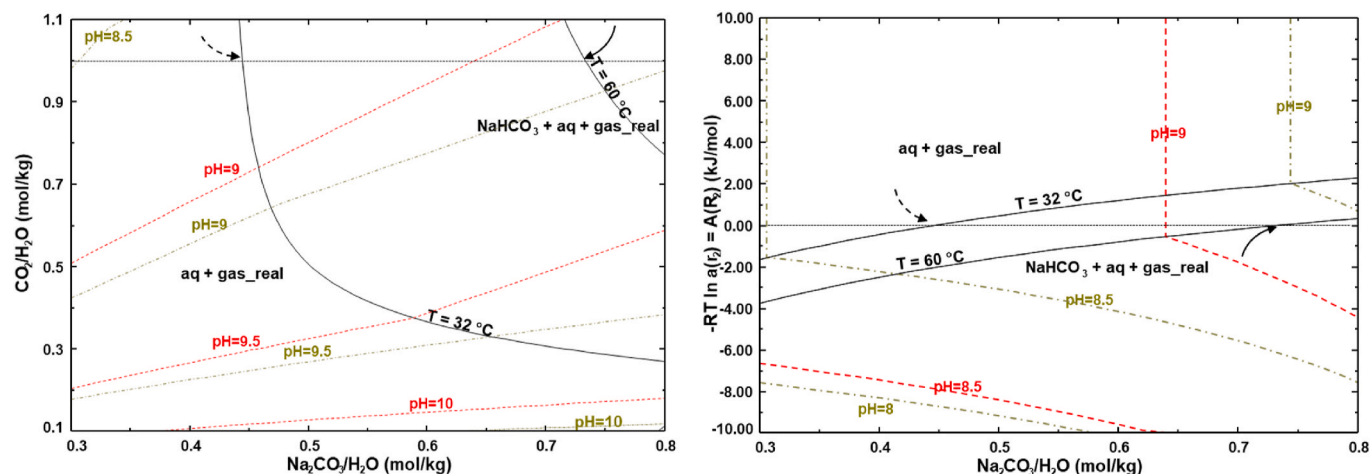 CO₂/H₂O (mol/kg)
1.1
0.9
0.7
0.5
0.3
0.1
pH=8.5
T = 60 °C
NaHCO₃ + aq + gas_real
pH=9
pH=9
aq + gas_real
T = 32 °C
pH=9.5
pH=9.5
pH=10
pH=10
0.3
0.4
0.5
0.6
0.7
0.8
Na₂CO₃/H₂O (mol/kg)
-RT ln a(r₂) = A(R₂) (kJ/mol)
10.00
8.00
6.00
4.00
2.00
0.00
-2.00
-4.00
-6.00
-8.00
-10.00
pH=9
pH=9
aq + gas_real
T = 32 °C
T = 60 °C
NaHCO₃ + aq + gas_real
pH=8.5
pH=8.5
pH=8
0.3
0.4
0.5
0.6
0.7
0.8
Na₂CO₃/H₂O (mol/kg)